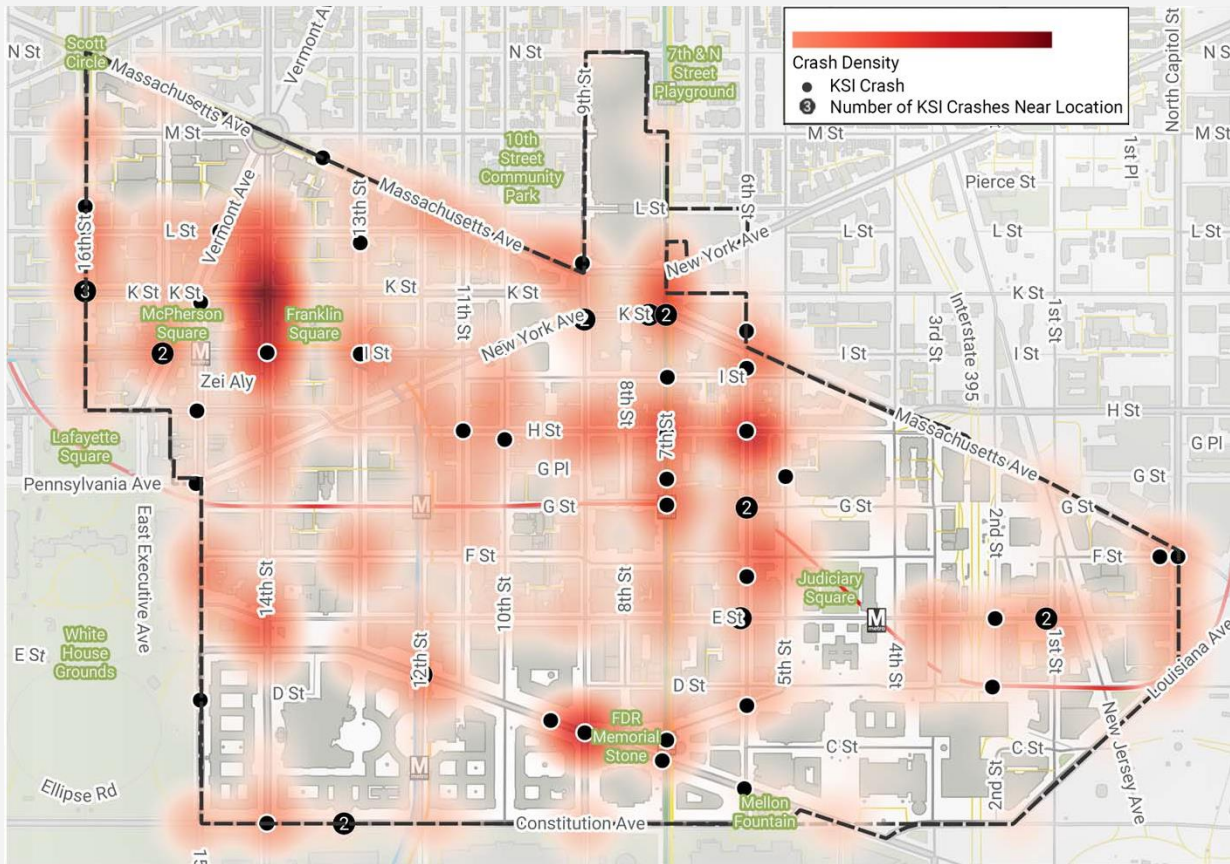 N St
Scott
Circle
Vermont Ave
N St
9th St
7th & N
Street
Playground
Crash Density
KSI Crash
3 Number of KSI Crashes Near Location
North Capitol St
N St
Massachusetts Ave
M St
10th
Street
Community
Park
M St
M St
1st Pl
Pierce St
Massachusetts Ave
6th St
L St
16th St
L St
Vermont Ave
13th St
L St
L St
L St
New York Ave
3
K St
K St
McPherson
Square
Franklin
Square
K St
11th St
K St
New York Ave
2
K St
2
Interstate 395
3rd St
K St
1st St
2
M
I St
I St
I St
I St
Zei Aly
8th St
I St
Massachusetts Ave
H St
Lafayette
Square
H St
7th St
G Pl
G Pl
Pennsylvania Ave
G St
M
G St
2
G St
G St
East Executive Ave
2nd St
F St
F St
14th St
10th St
8th St
Judiciary
Square
White
House
Grounds
E St
E St
M
metro
2
1st St
E St
12th St
5th St
4th St
Louisiana Ave
D St
D St
FDR
Memorial
Stone
C St
C St
New Jersey Ave
M
metro
2nd St
Ellipse Rd
Mellon
Fountain
2
Constitution Ave